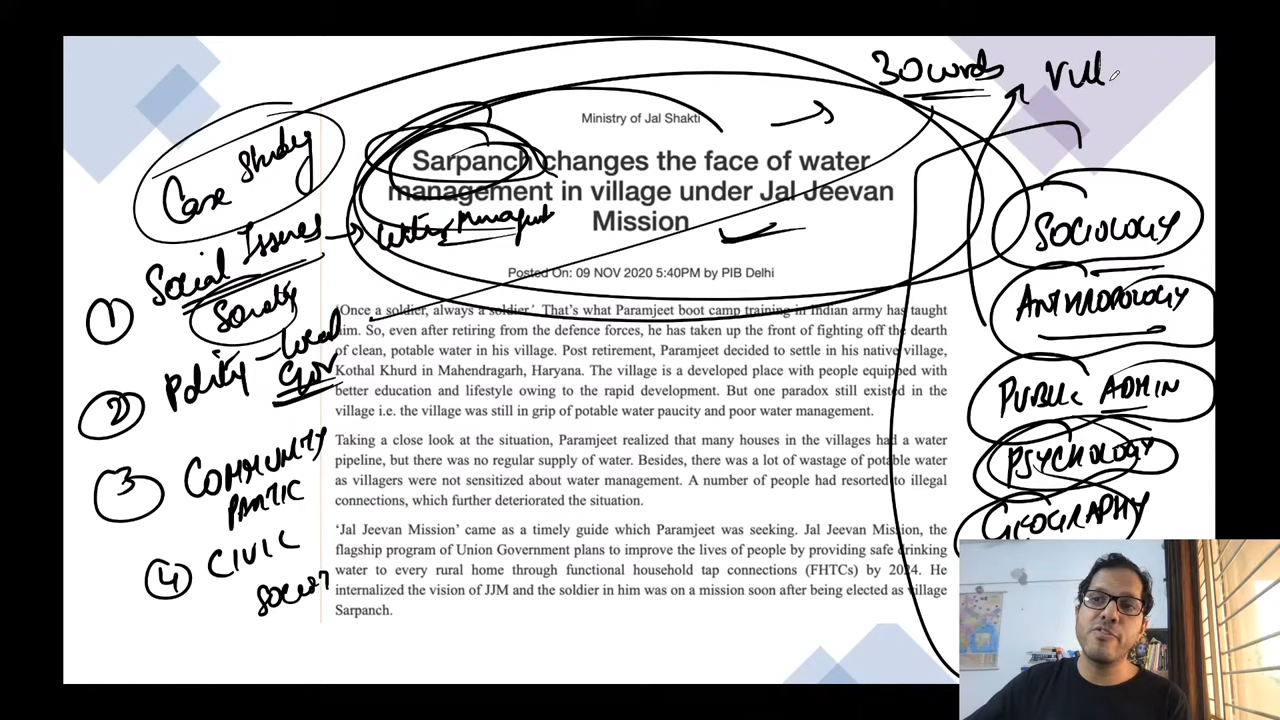 30 words
Vill
Ministry of Jal Shakti
Case Study
Sarpanch changes the face of water
management in village under Jal Jeevan
Mission
Water Managemt
Posted On: 09 NOV 2020 5:40PM by PIB Delhi
① Social Issues
Society
② Polity – Local
Gov
③ COMMUNITY
PARTIC
④ CIVIL
SOCIETY
'Once a soldier, always a soldier'. That's what Paramjeet boot camp training in Indian army has taught
him. So, even after retiring from the defence forces, he has taken up the front of fighting off the dearth
of clean, potable water in his village. Post retirement, Paramjeet decided to settle in his native village,
Kothal Khurd in Mahendragarh, Haryana. The village is a developed place with people equipped with
better education and lifestyle owing to the rapid development. But one paradox still existed in the
village i.e. the village was still in grip of potable water paucity and poor water management.
Taking a close look at the situation, Paramjeet realized that many houses in the villages had a water
pipeline, but there was no regular supply of water. Besides, there was a lot of wastage of potable water
as villagers were not sensitized about water management. A number of people had resorted to illegal
connections, which further deteriorated the situation.
'Jal Jeevan Mission' came as a timely guide which Paramjeet was seeking. Jal Jeevan Mission, the
flagship program of Union Government plans to improve the lives of people by providing safe drinking
water to every rural home through functional household tap connections (FHTCs) by 2024. He
internalized the vision of JJM and the soldier in him was on a mission soon after being elected as village
Sarpanch.
SOCIOLOGY
ANTHROPOLOGY
PUBLIC ADMIN
PSYCHOLOGY
GEOGRAPHY